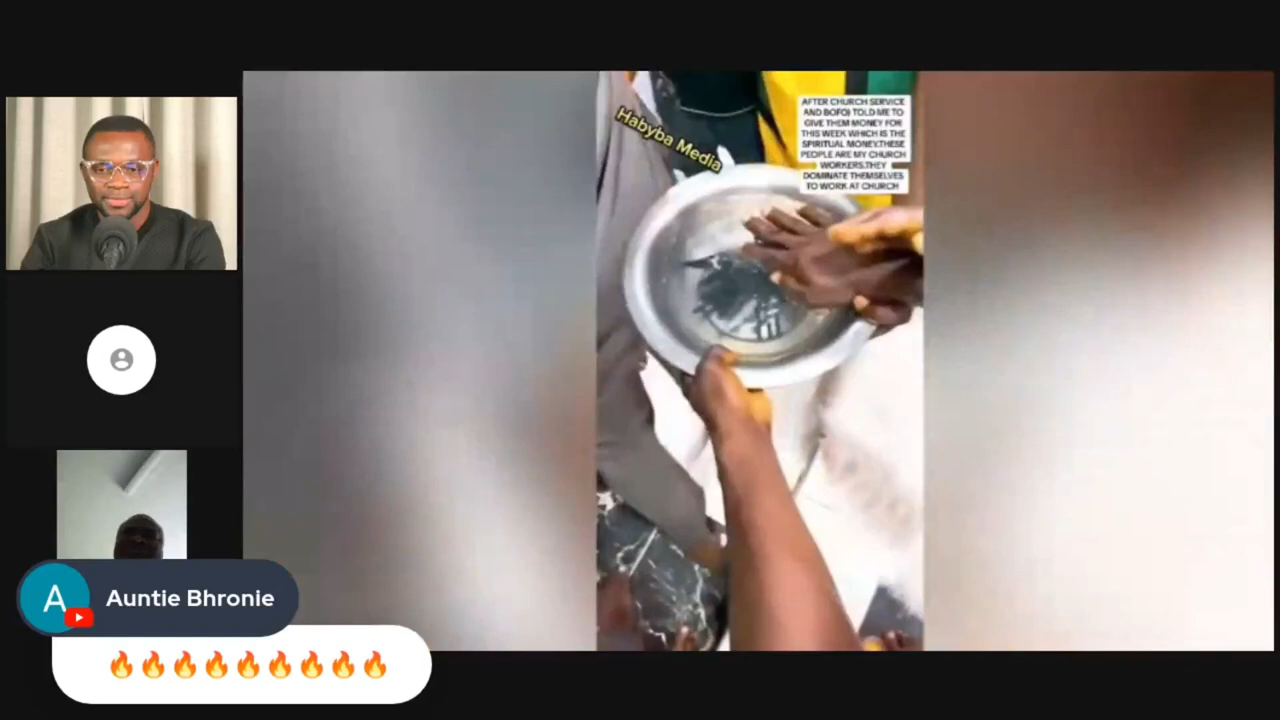 Habyba Media
AFTER CHURCH SERVICE
AND BOFOJ TOLD ME TO
GIVE THEM MONEY FOR
THIS WEEK WHICH IS THE
SPIRITUAL MONEY.THESE
PEOPLE ARE MY CHURCH
WORKERS.THEY
DOMINATE THEMSELVES
TO WORK AT CHURCH
A
Auntie Bhronie
🔥🔥🔥🔥🔥🔥🔥🔥🔥